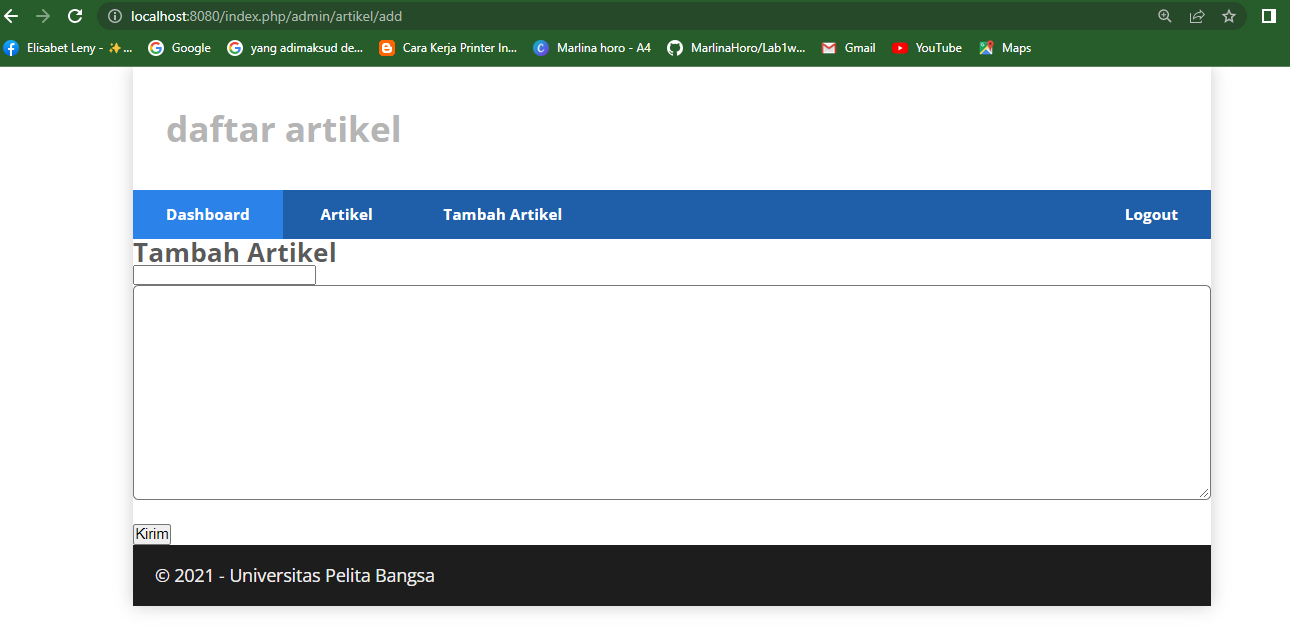 localhost:8080/index.php/admin/artikel/add
Elisabet Leny - ✨... Google yang adimaksud de... Cara Kerja Printer In... Marlina horo - A4 MarlinaHoro/Lab1w... Gmail YouTube Maps
daftar artikel
Dashboard Artikel Tambah Artikel Logout
Tambah Artikel
Kirim
© 2021 - Universitas Pelita Bangsa